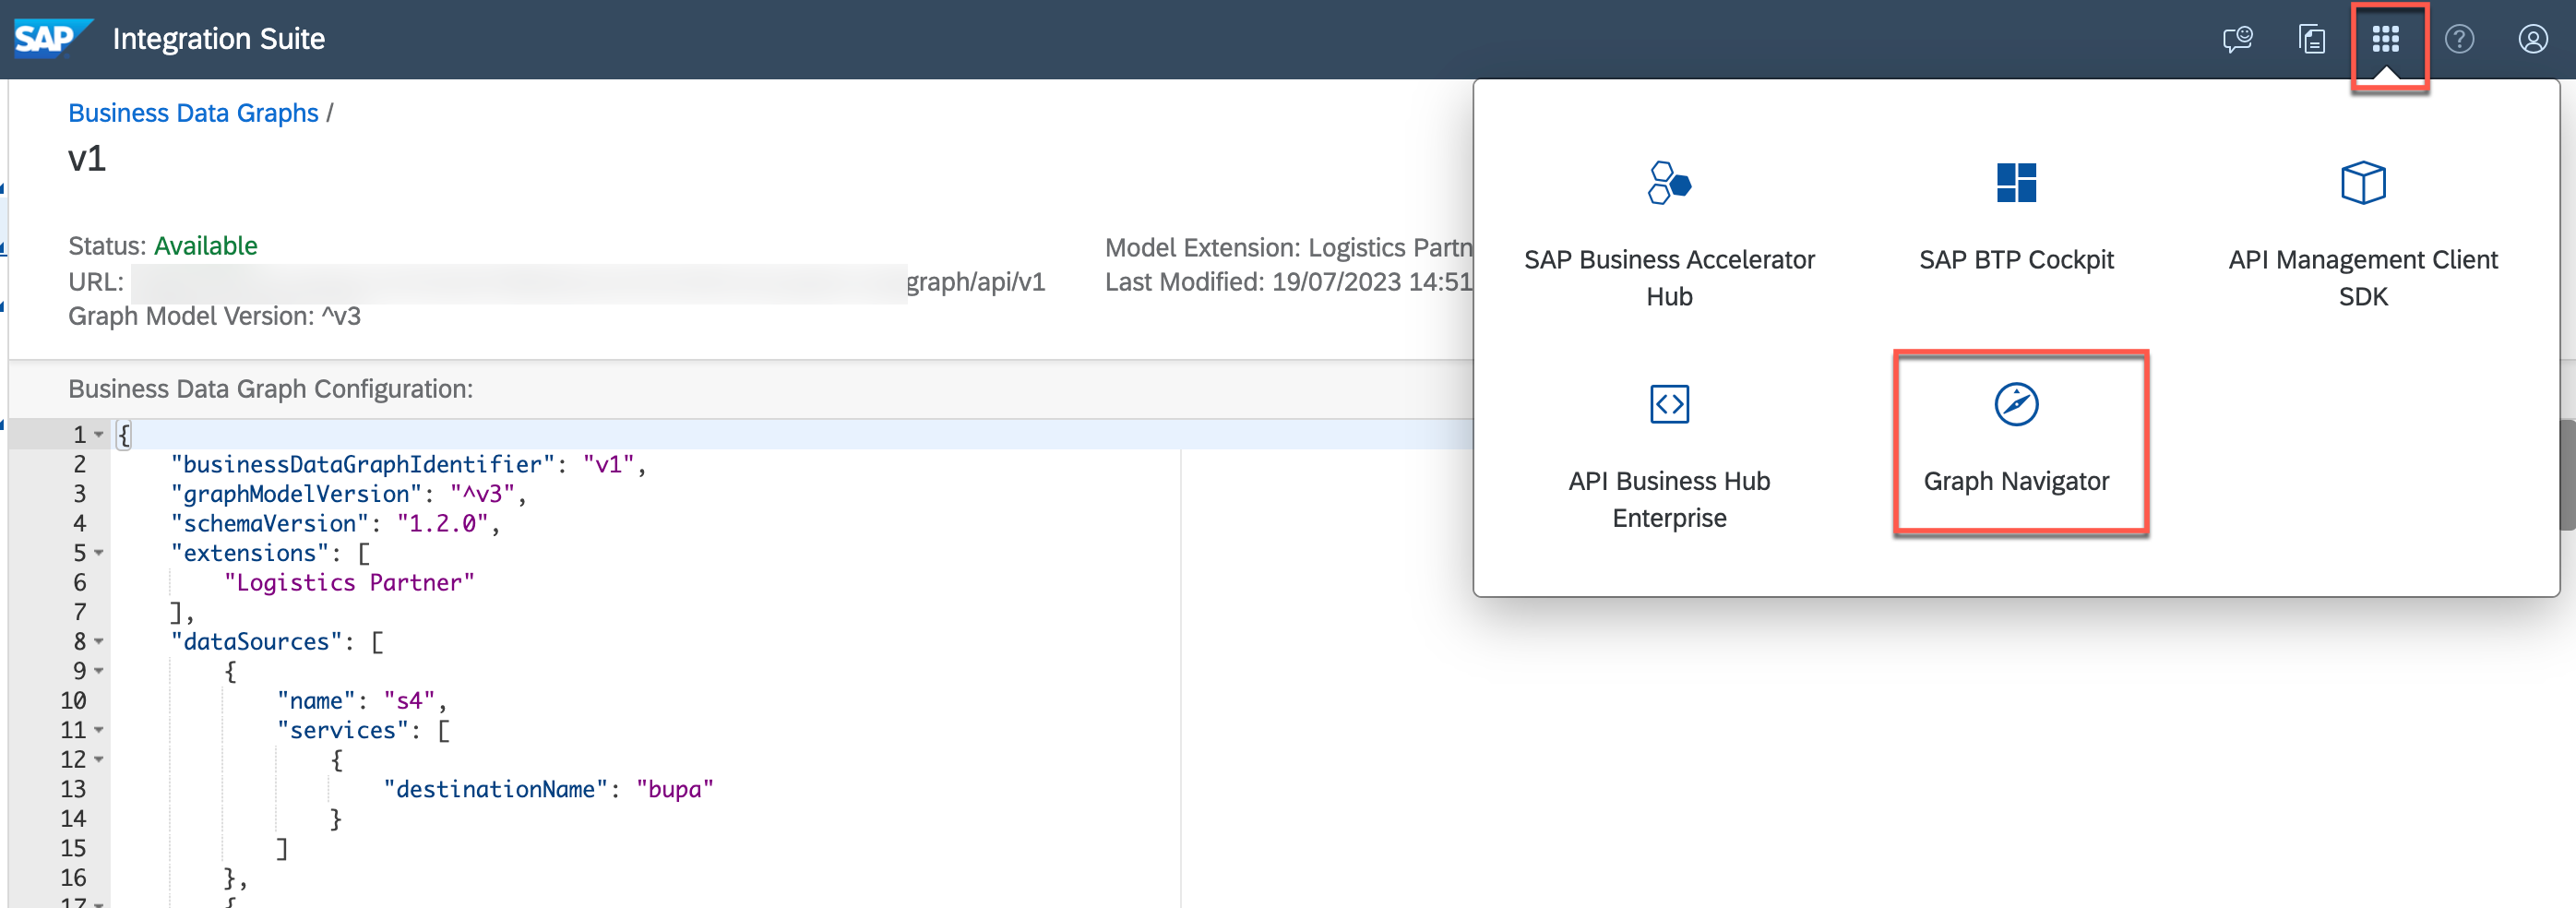 SAP Integration Suite
Business Data Graphs /
v1
Status: Available
URL: graph/api/v1
Graph Model Version: ^v3
Model Extension: Logistics Partn
Last Modified: 19/07/2023 14:51
SAP Business Accelerator
Hub
SAP BTP Cockpit
API Management Client
SDK
API Business Hub
Enterprise
Graph Navigator
Business Data Graph Configuration:
1 {
2 "businessDataGraphIdentifier": "v1",
3 "graphModelVersion": "^v3",
4 "schemaVersion": "1.2.0",
5 "extensions": [
6 "Logistics Partner"
7 ],
8 "dataSources": [
9 {
10 "name": "s4",
11 "services": [
12 {
13 "destinationName": "bupa"
14 }
15 ]
16 },
17 {